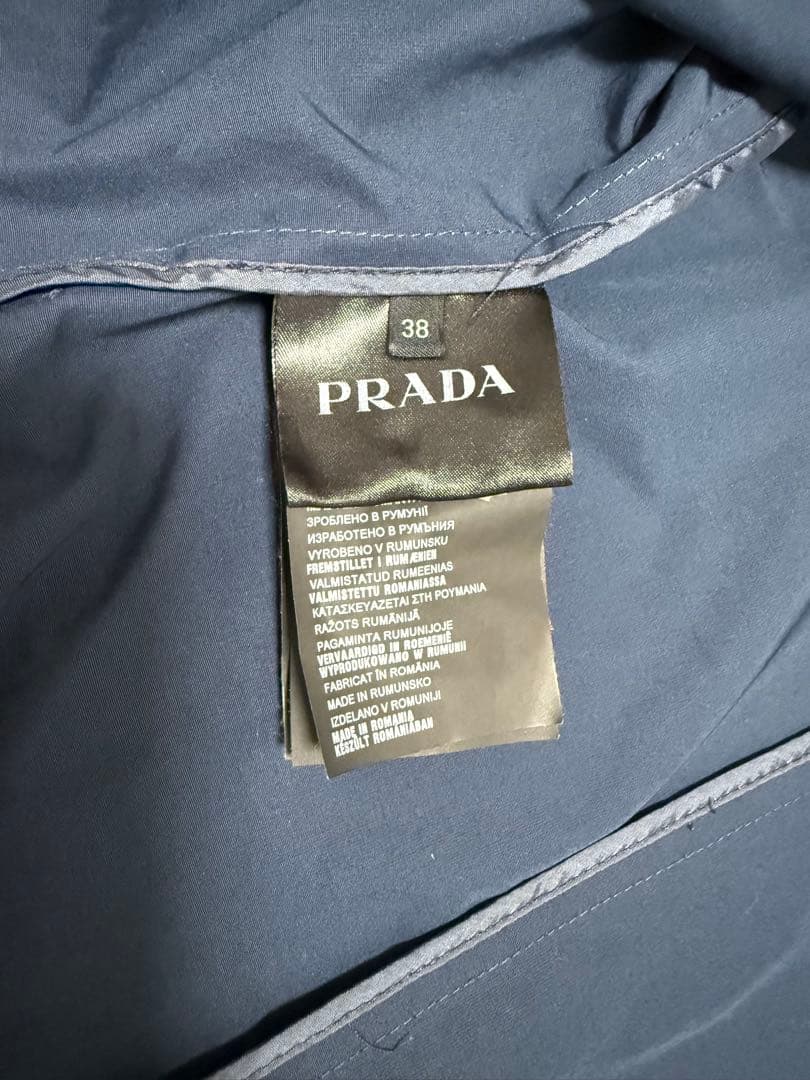 38
PRADA
ЗРОБЛЕНО В РУМУНІЇ
ИЗРАБОТЕНО В РУМЪНИЯ
VYROBENO V RUMUNSKU
FREMSTILLET I RUMÆNIEN
VALMISTATUD RUMEENIAS
VALMISTETTU ROMANIASSA
ΚΑΤΑΣΚΕΥΑΖΕΤΑΙ ΣΤΗ ΡΟΥΜΑΝΙΑ
RAŽOTS RUMĀNIJĀ
PAGAMINTA RUMUNIJOJE
VERVAARDIGD IN ROEMENIË
WYPRODUKOWANO W RUMUNII
FABRICAT ÎN ROMÂNIA
MADE IN RUMUNSKO
IZDELANO V ROMUNIJI
MADE IN ROMANIA
KÉSZÜLT ROMÁNIÁBAN